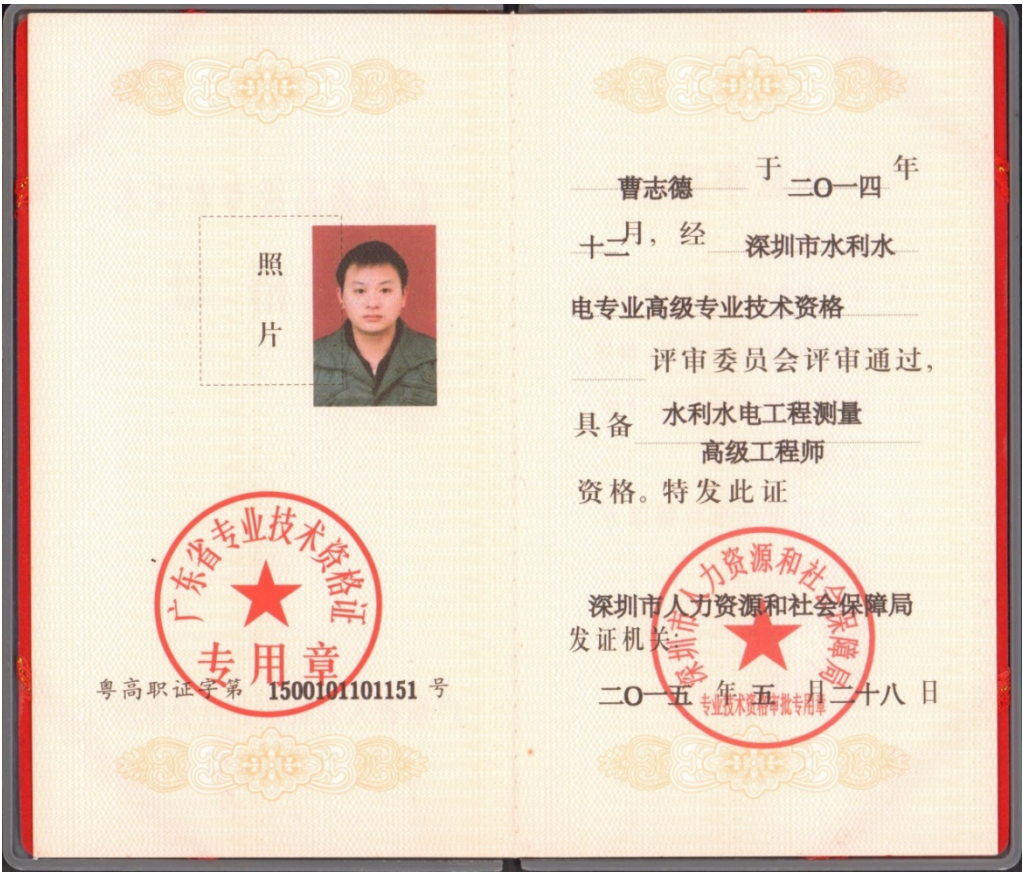 照
片
广东省专业技术资格证
专用章
粤高职证字第 1500101101151 号
曹志德 于 二O一四 年
十二月，经 深圳市水利水
电专业高级专业技术资格
评审委员会评审通过，
具备 水利水电工程测量
高级工程师
资格。特发此证
深圳市人力资源和社会保障局
深圳市人力资源和社会保障局
发证机关：
专业技术资格审批专用章
二O一五 年 五 月二十八 日